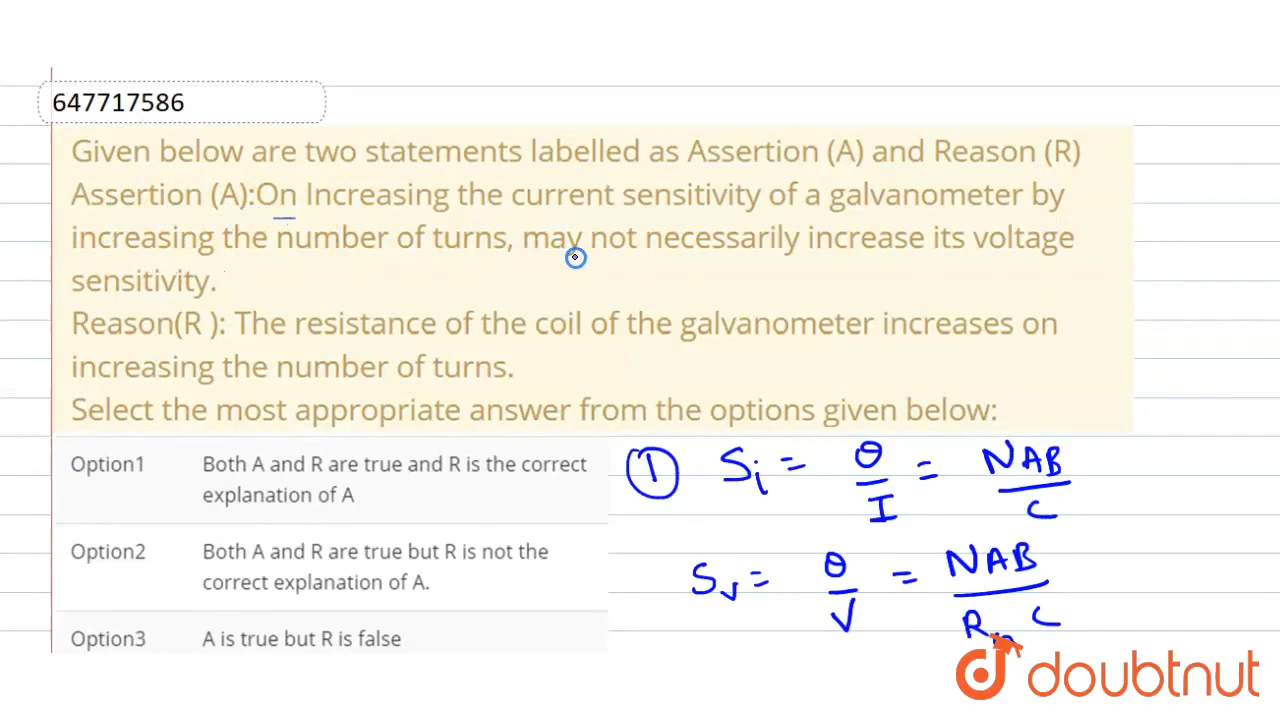 647717586
Given below are two statements labelled as Assertion (A) and Reason (R)
Assertion (A):On Increasing the current sensitivity of a galvanometer by
increasing the number of turns, may not necessarily increase its voltage
sensitivity.
Reason(R ): The resistance of the coil of the galvanometer increases on
increasing the number of turns.
Select the most appropriate answer from the options given below:
Option1 Both A and R are true and R is the correct
explanation of A
Option2 Both A and R are true but R is not the
correct explanation of A.
Option3 A is true but R is false
① Si = θ/I = NAB/C
Sv = θ/V = NAB/R C
doubtnut